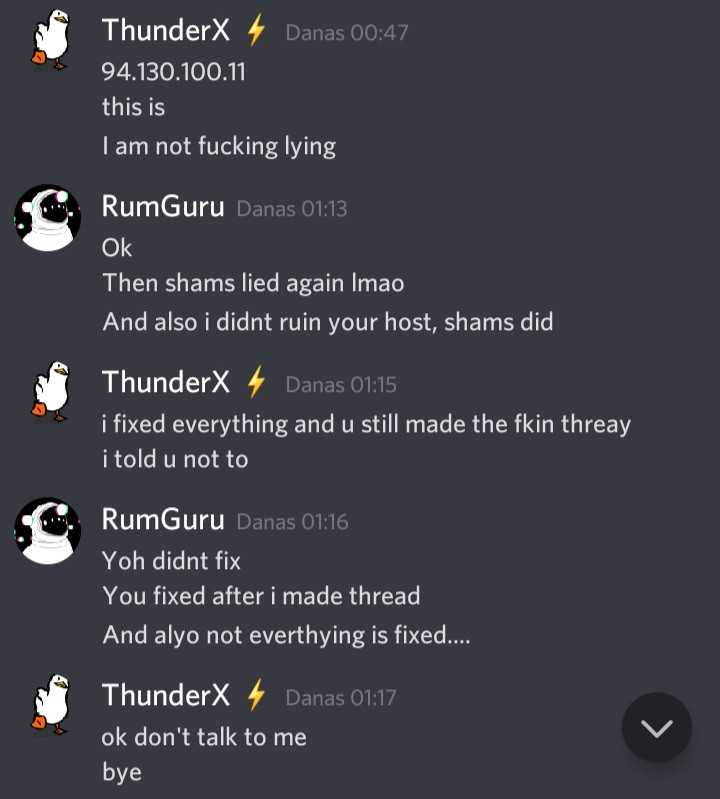 ThunderX ⚡ Danas 00:47
94.130.100.11
this is
I am not fucking lying
RumGuru Danas 01:13
Ok
Then shams lied again lmao
And also i didnt ruin your host, shams did
ThunderX ⚡ Danas 01:15
i fixed everything and u still made the fkin threay
i told u not to
RumGuru Danas 01:16
Yoh didnt fix
You fixed after i made thread
And alyo not everthying is fixed....
ThunderX ⚡ Danas 01:17
ok don't talk to me
bye